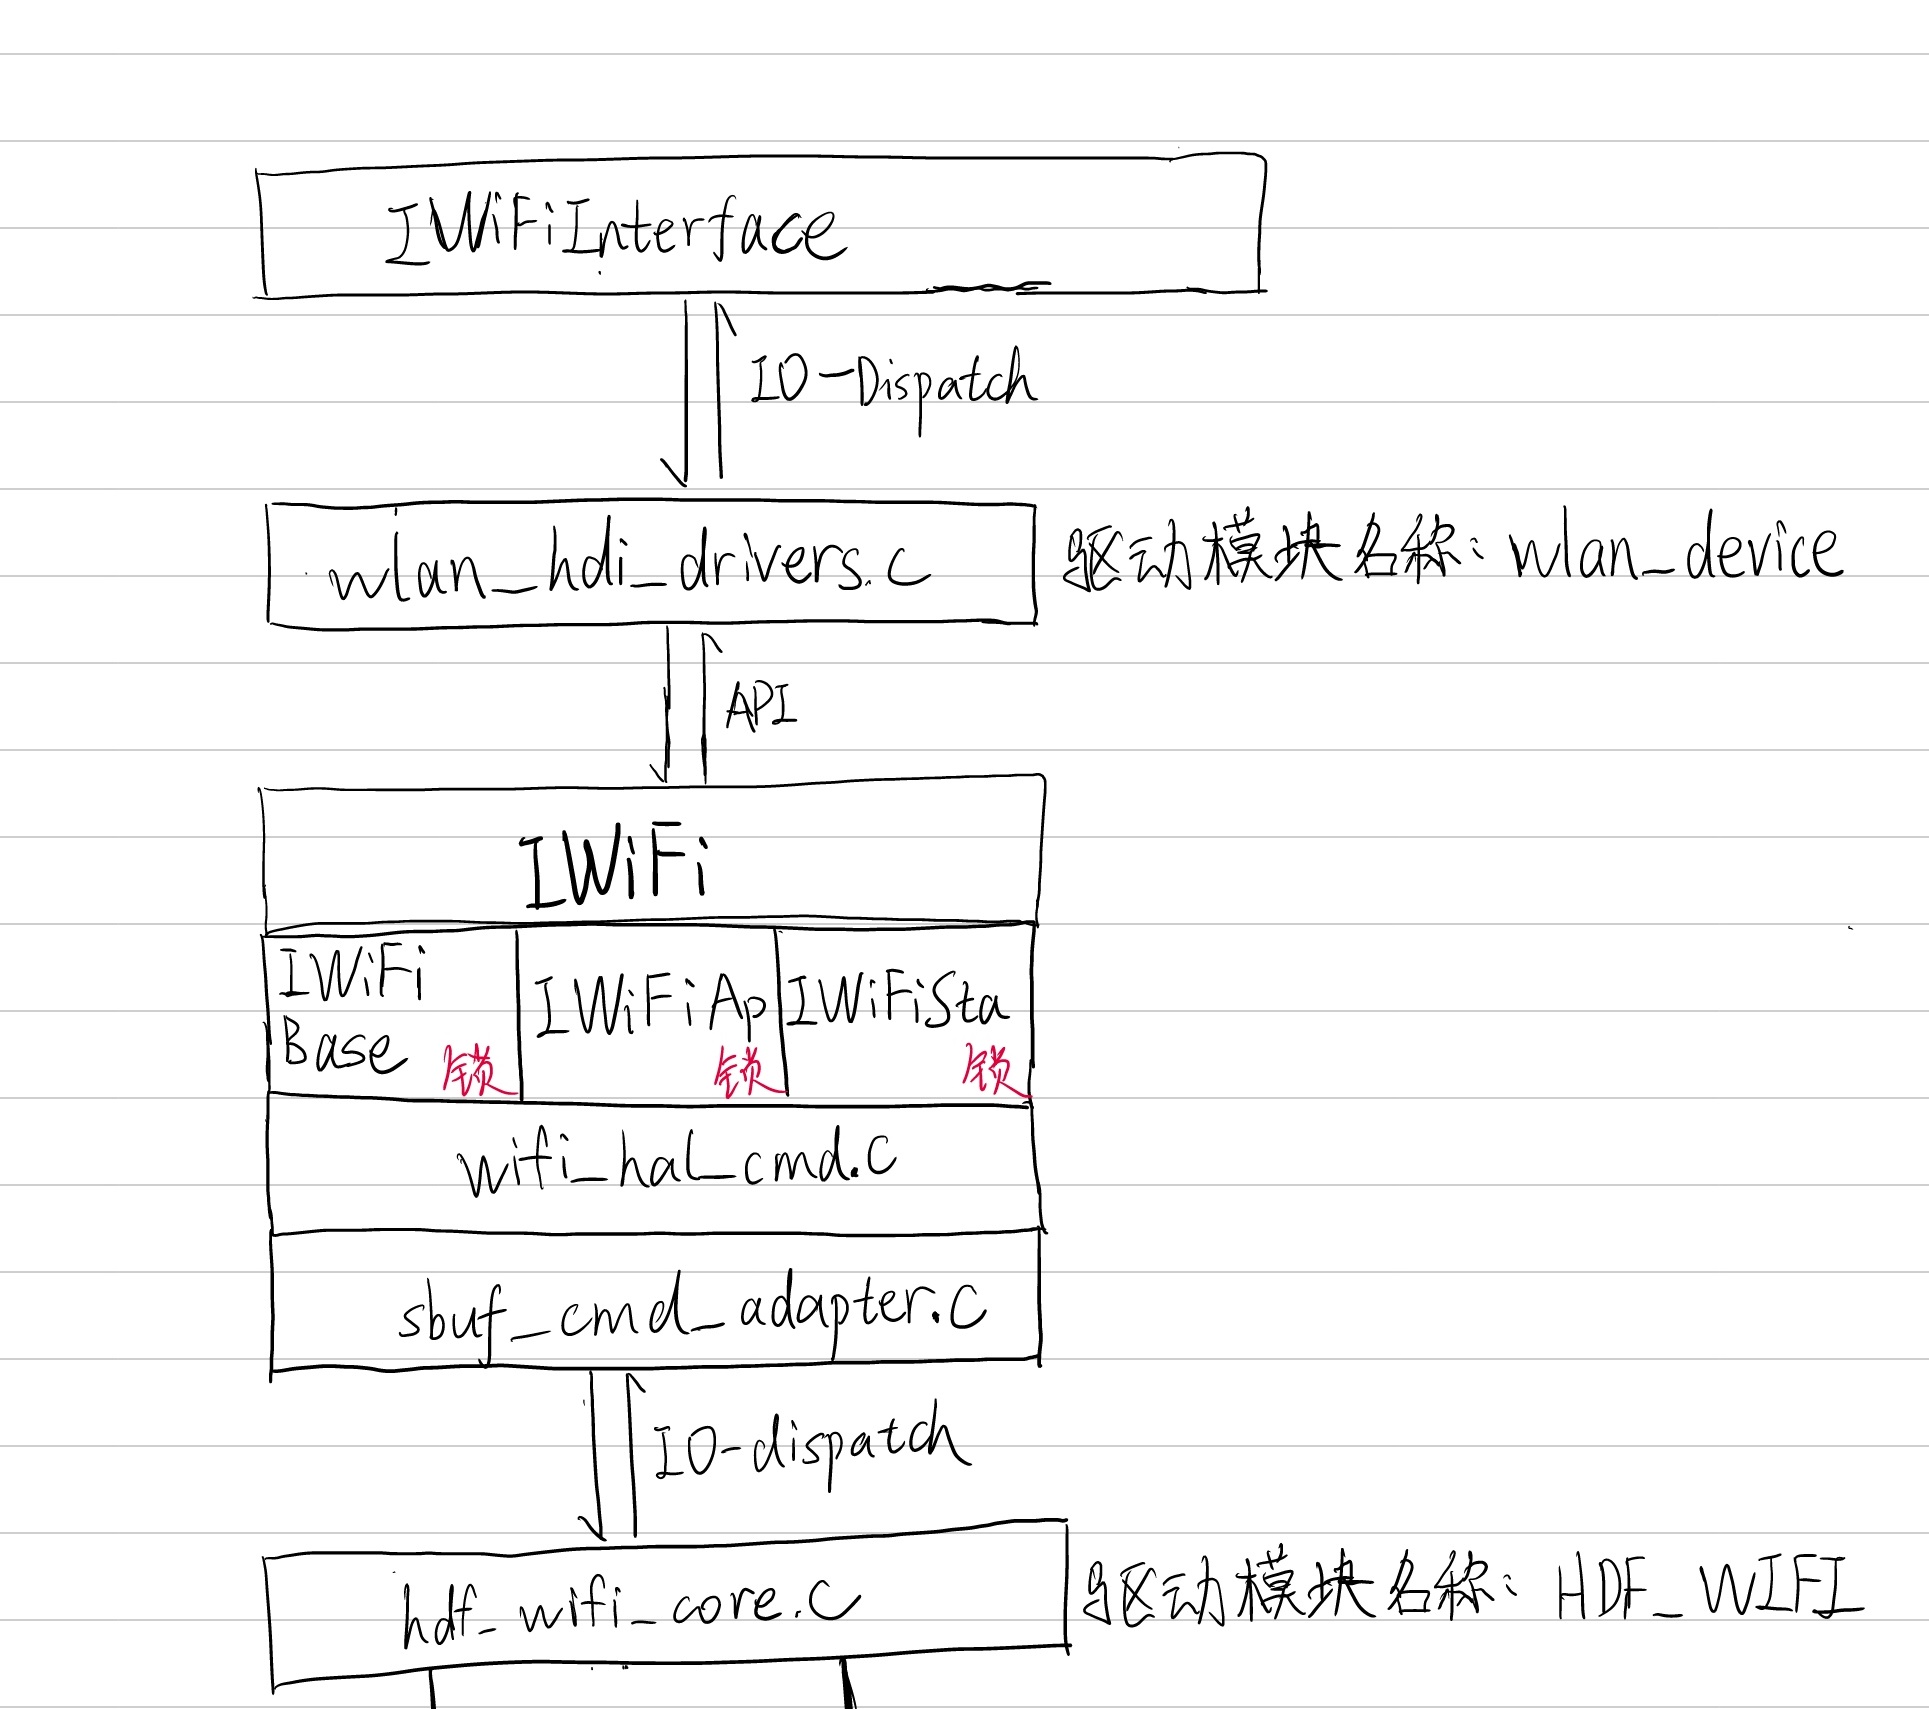 IWiFiInterface
IO-Dispatch
wlan_hdi_drivers.c
驱动模块名称: wlan_device
API
IWiFi
IWiFi
Base
锁
IWiFiAp
锁
IWiFiSta
锁
wifi_hal_cmd.c
sbuf_cmd_adapter.c
IO-dispatch
hdf_wifi_core.c
驱动模块名称: HDF_WIFI